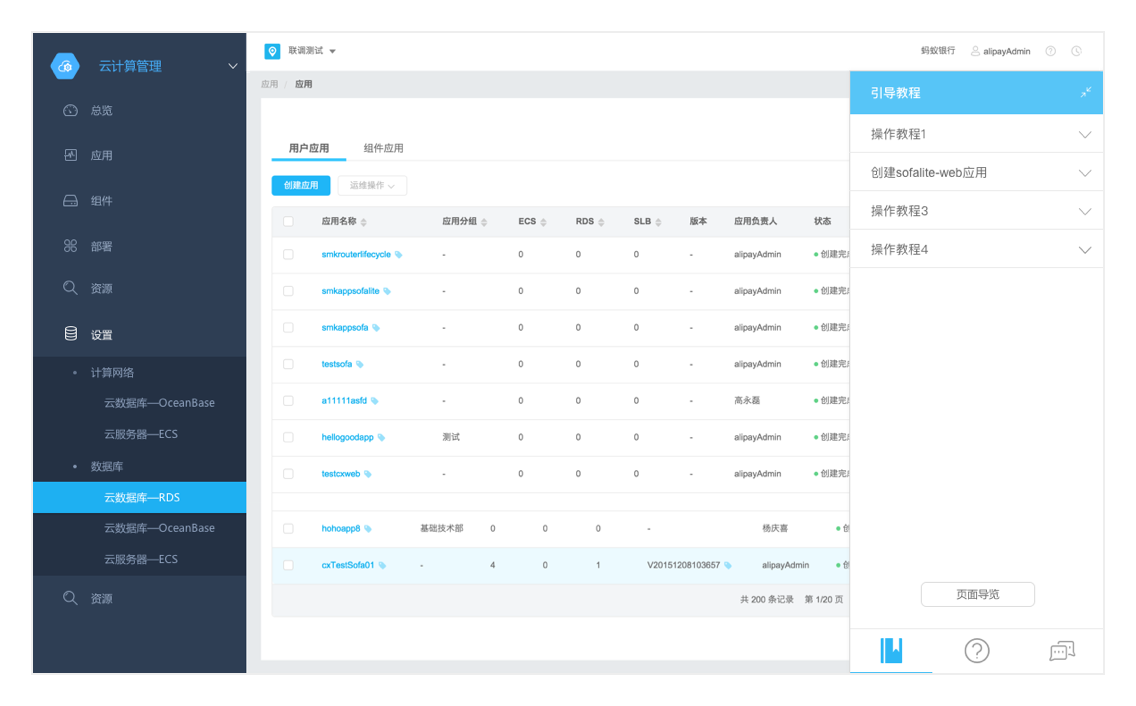 云计算管理
联调测试
蚂蚁银行 alipayAdmin
应用 / 应用
总览
应用
组件
部署
资源
设置
• 计算网络
云数据库—OceanBase
云服务器—ECS
• 数据库
云数据库—RDS
云数据库—OceanBase
云服务器—ECS
资源
用户应用 组件应用
创建应用 运维操作
应用名称 应用分组 ECS RDS SLB 版本 应用负责人 状态
smkrouterlifecycle - 0 0 0 - alipayAdmin 创建完
smkappsofalite - 0 0 0 - alipayAdmin 创建完
smkappsofa - 0 0 0 - alipayAdmin 创建完
testsofa - 0 0 0 - alipayAdmin 创建完
a11111asfd - 0 0 0 - 高永磊 创建完
hellogoodapp 测试 0 0 0 - alipayAdmin 创建完
testcxweb - 0 0 0 - alipayAdmin 创建完
hohoapp8 基础技术部 0 0 0 - 杨庆喜
cxTestSofa01 - 4 0 1 V20151208103657 alipayAdmin
共 200 条记录 第 1/20 页
引导教程
操作教程1
创建sofalite-web应用
操作教程3
操作教程4
页面导览